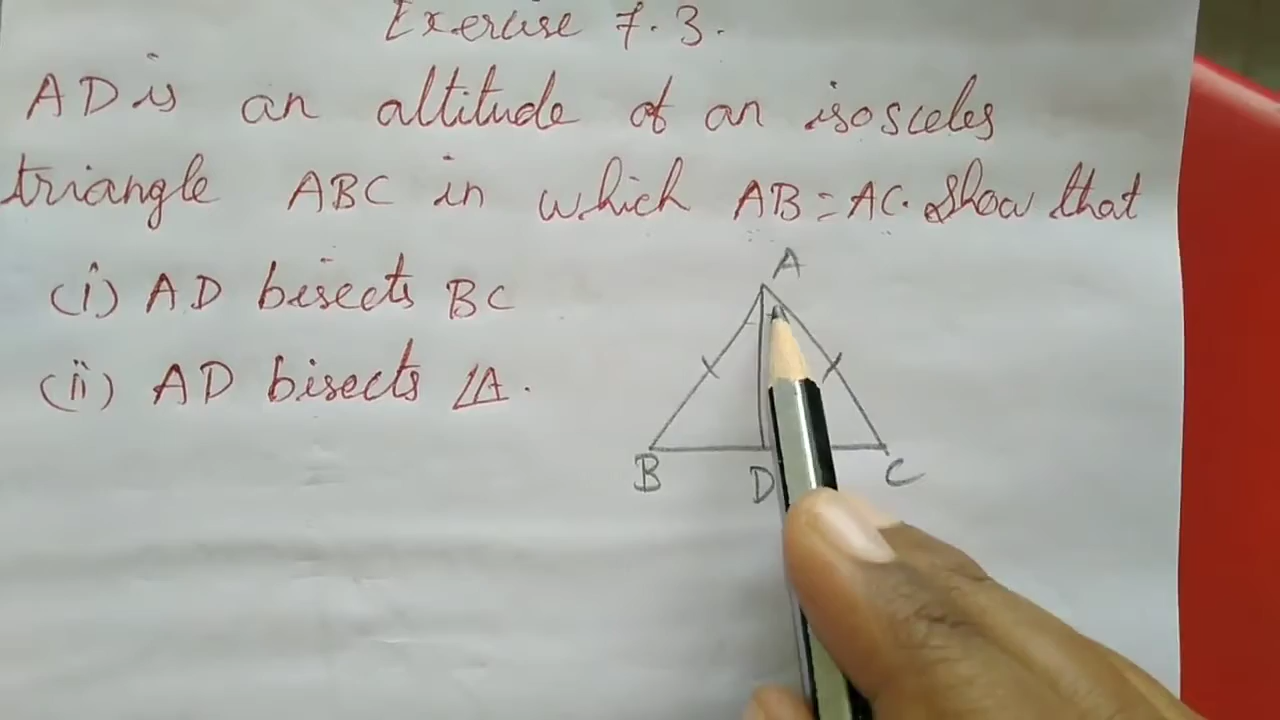 Exercise 7.3.
AD is an altitude of an isosceles
triangle ABC in which AB = AC. Show that
(i) AD bisects BC
(ii) AD bisects ∠A.
A
B D C